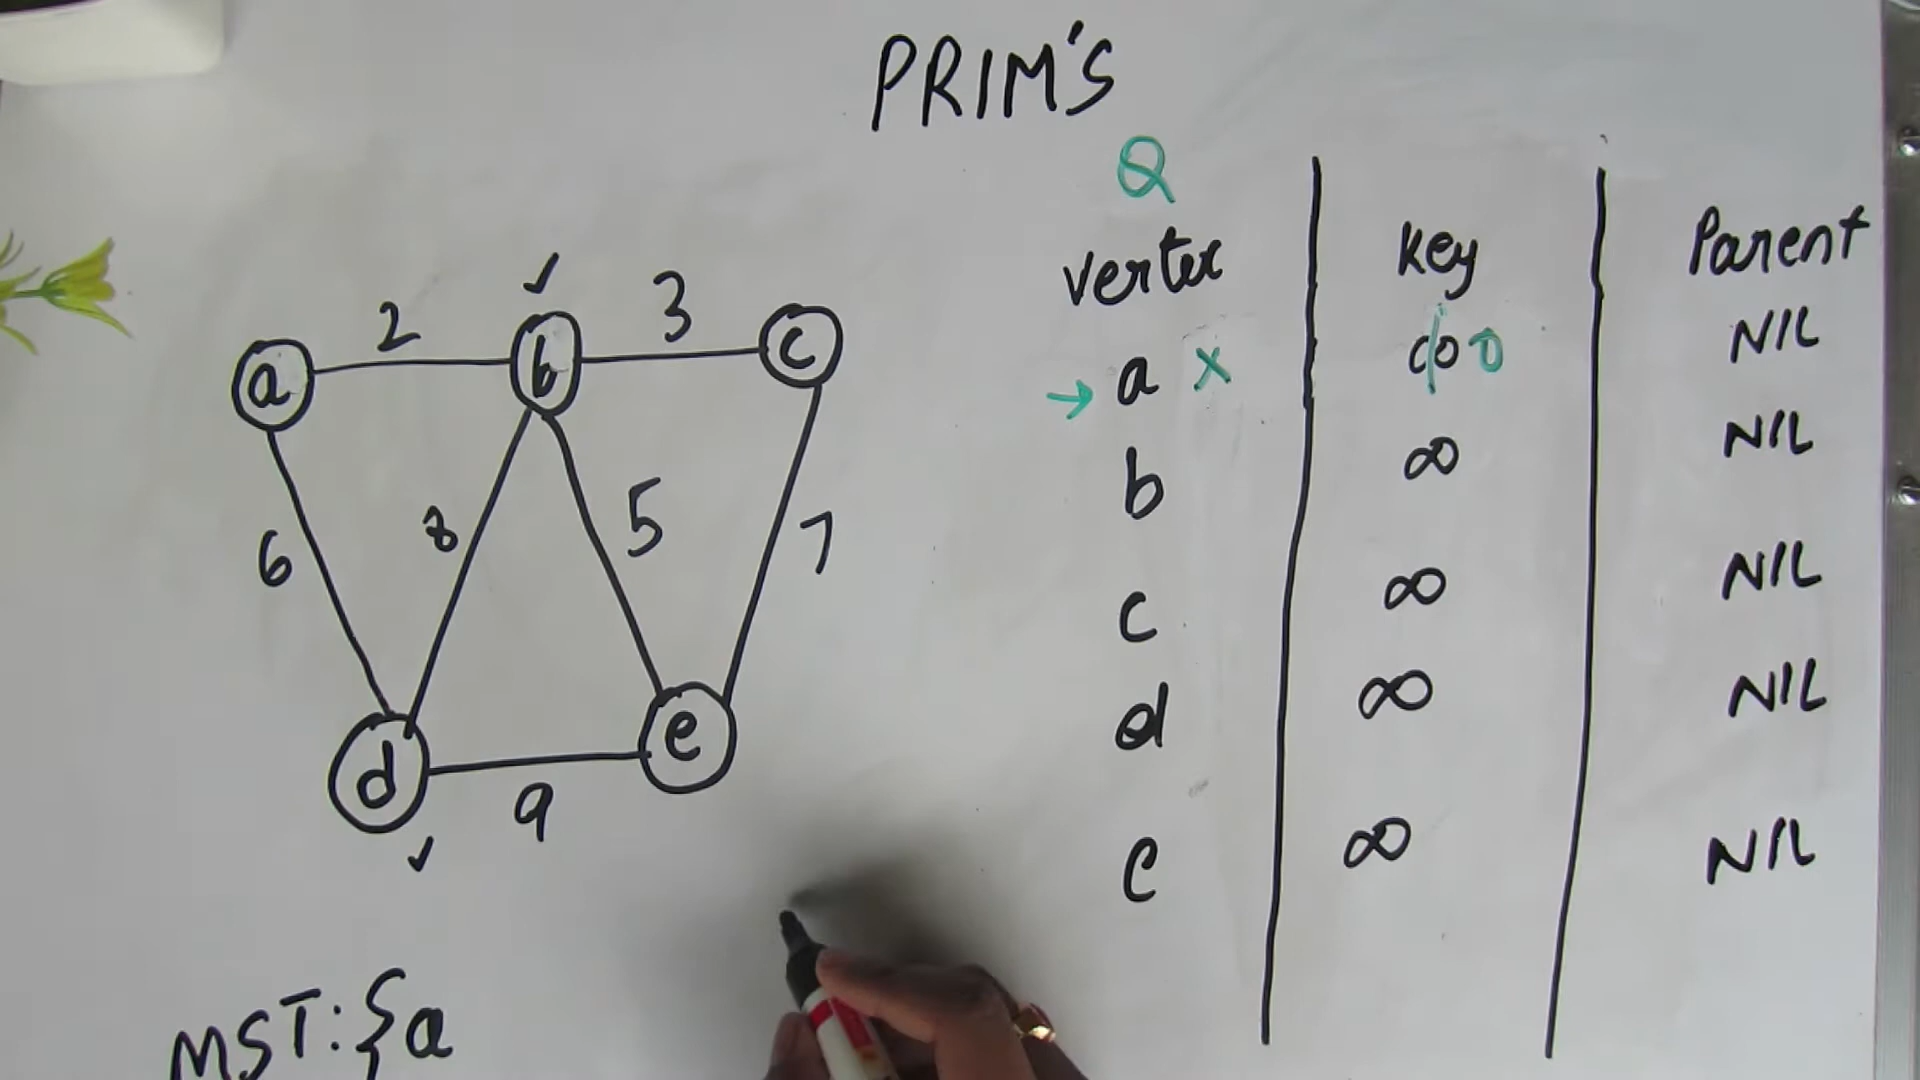 PRIM'S
Q
vertex key Parent
a x ∞ 0 NIL
b ∞ NIL
c ∞ NIL
d ∞ NIL
e ∞ NIL
✓
2 3
a b c
6 8 5 7
d e
9
✓
MST: {a